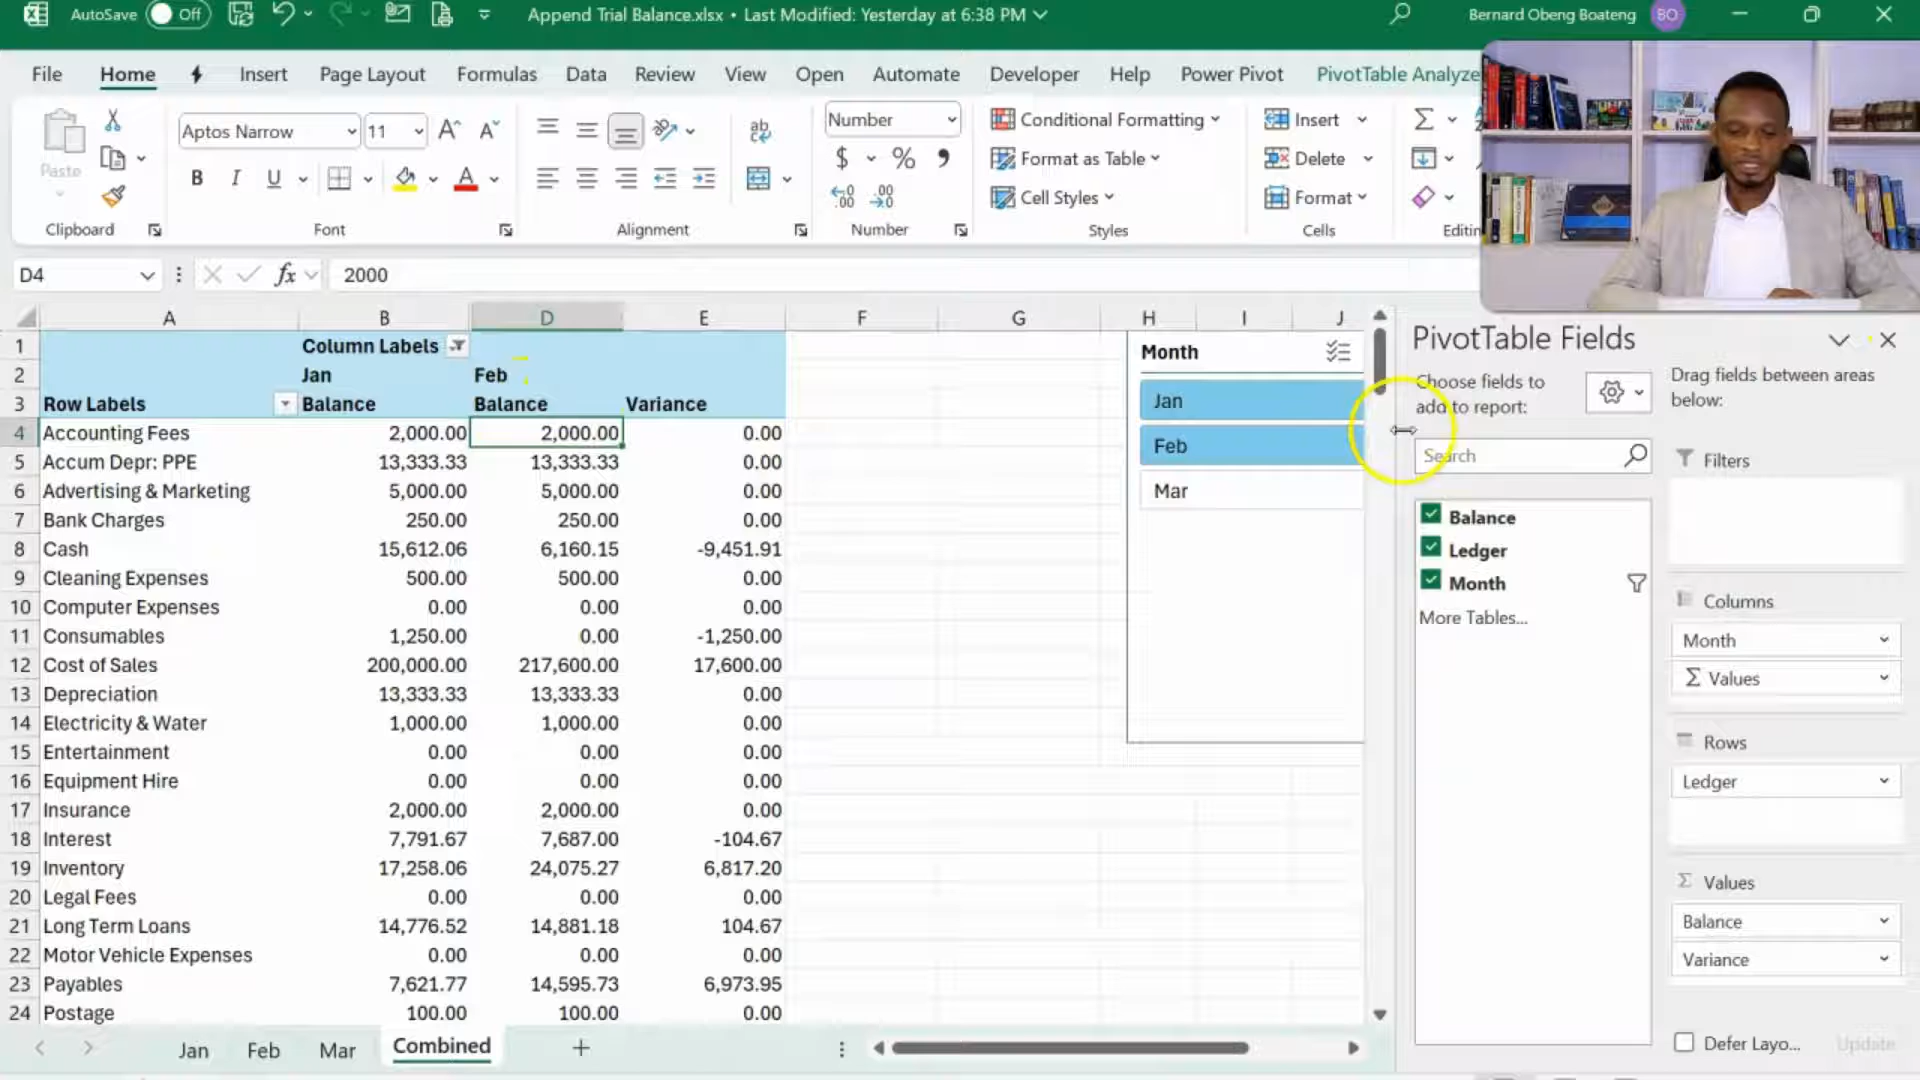 AutoSave Off Append Trial Balance.xlsx • Last Modified: Yesterday at 6:38 PM Bernard Obeng Boateng BO
File Home Insert Page Layout Formulas Data Review View Open Automate Developer Help Power Pivot PivotTable Analyze
Paste Aptos Narrow 11 Number Conditional Formatting Insert
Format as Table Delete
B I U Cell Styles Format
Clipboard Font Alignment Number Styles Cells Editin
D4 fx 2000
A B D E F G H I J
1 Column Labels
2 Jan Feb
3 Row Labels Balance Balance Variance
4 Accounting Fees 2,000.00 2,000.00 0.00
5 Accum Depr: PPE 13,333.33 13,333.33 0.00
6 Advertising & Marketing 5,000.00 5,000.00 0.00
7 Bank Charges 250.00 250.00 0.00
8 Cash 15,612.06 6,160.15 -9,451.91
9 Cleaning Expenses 500.00 500.00 0.00
10 Computer Expenses 0.00 0.00 0.00
11 Consumables 1,250.00 0.00 -1,250.00
12 Cost of Sales 200,000.00 217,600.00 17,600.00
13 Depreciation 13,333.33 13,333.33 0.00
14 Electricity & Water 1,000.00 1,000.00 0.00
15 Entertainment 0.00 0.00 0.00
16 Equipment Hire 0.00 0.00 0.00
17 Insurance 2,000.00 2,000.00 0.00
18 Interest 7,791.67 7,687.00 -104.67
19 Inventory 17,258.06 24,075.27 6,817.20
20 Legal Fees 0.00 0.00 0.00
21 Long Term Loans 14,776.52 14,881.18 104.67
22 Motor Vehicle Expenses 0.00 0.00 0.00
23 Payables 7,621.77 14,595.73 6,973.95
24 Postage 100.00 100.00 0.00
Month
Jan
Feb
Mar
PivotTable Fields
Choose fields to
add to report:
Drag fields between areas
below:
Search
Balance
Ledger
Month
More Tables...
Filters
Columns
Month
Σ Values
Rows
Ledger
Σ Values
Balance
Variance
Defer Layo... Update
Jan Feb Mar Combined